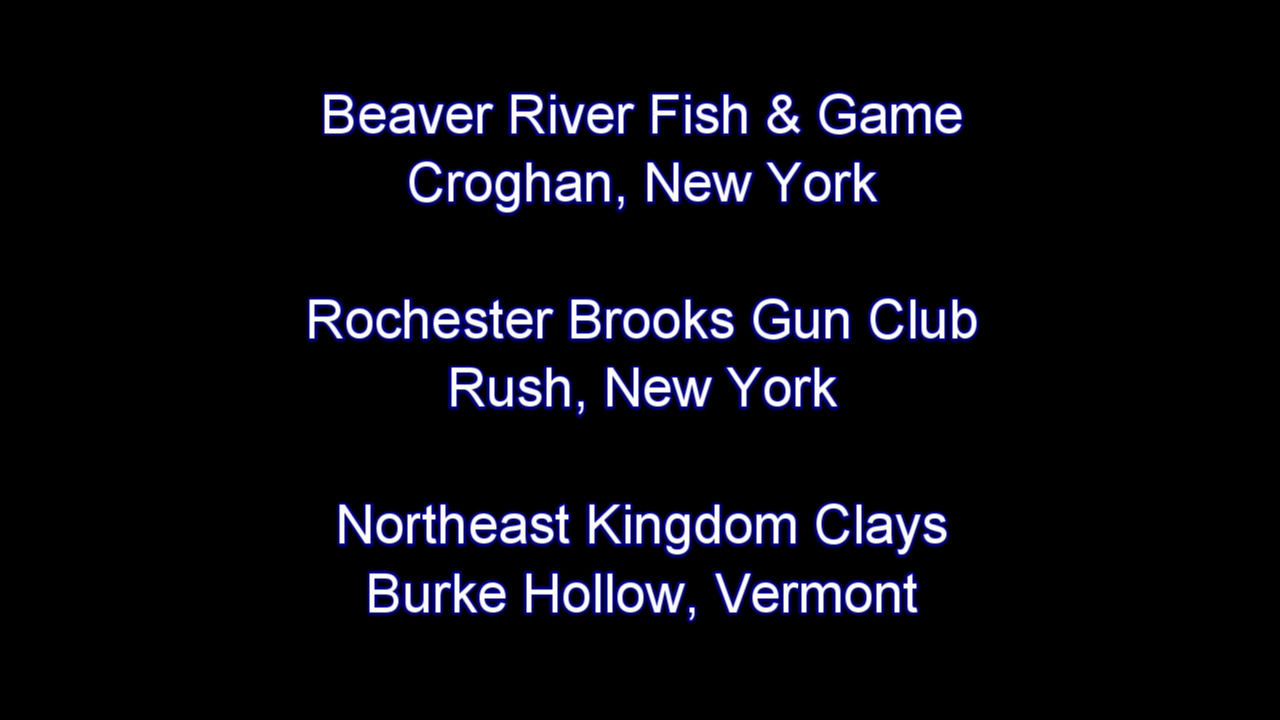 Beaver River Fish & Game
Croghan, New York
Rochester Brooks Gun Club
Rush, New York
Northeast Kingdom Clays
Burke Hollow, Vermont